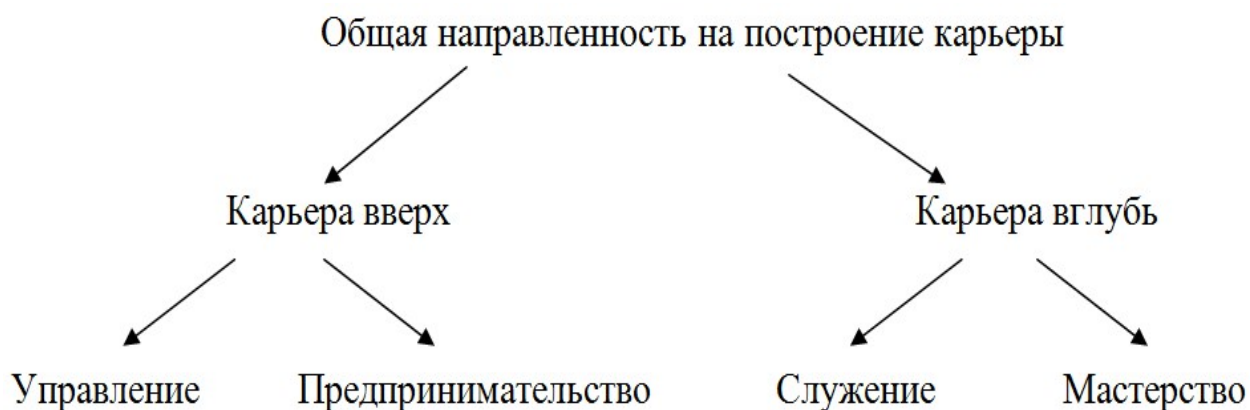 Общая направленность на построение карьеры
Карьера вверх Карьера вглубь
Управление Предпринимательство Служение Мастерство